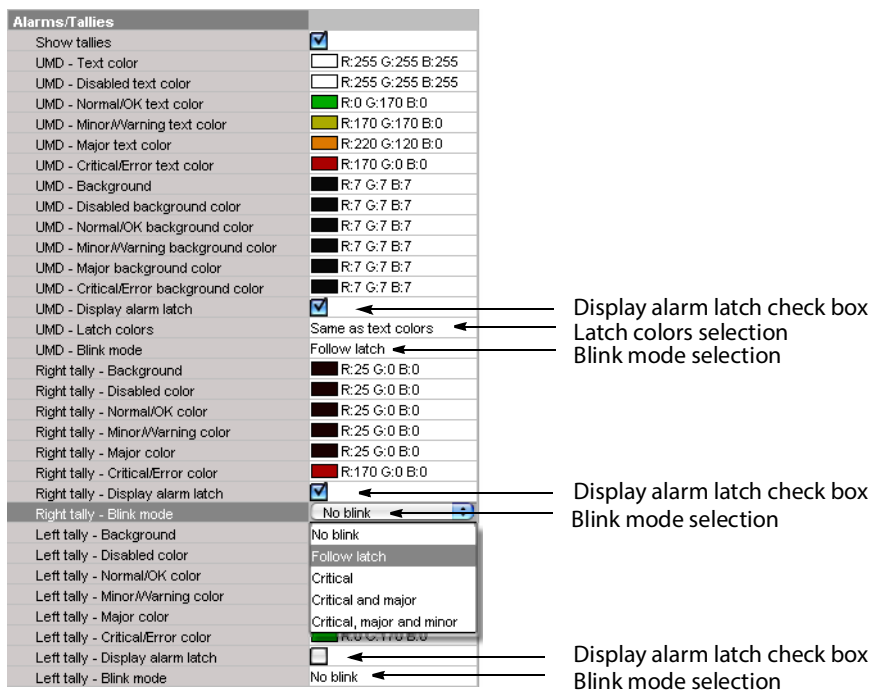 Alarms/Tallies
Show tallies
UMD - Text color R:255 G:255 B:255
UMD - Disabled text color R:255 G:255 B:255
UMD - Normal/OK text color R:0 G:170 B:0
UMD - Minor/Warning text color R:170 G:170 B:0
UMD - Major text color R:220 G:120 B:0
UMD - Critical/Error text color R:170 G:0 B:0
UMD - Background R:7 G:7 B:7
UMD - Disabled background color R:7 G:7 B:7
UMD - Normal/OK background color R:7 G:7 B:7
UMD - Minor/Warning background color R:7 G:7 B:7
UMD - Major background color R:7 G:7 B:7
UMD - Critical/Error background color R:7 G:7 B:7
UMD - Display alarm latch Display alarm latch check box
UMD - Latch colors Same as text colors Latch colors selection
UMD - Blink mode Follow latch Blink mode selection
Right tally - Background R:25 G:0 B:0
Right tally - Disabled color R:25 G:0 B:0
Right tally - Normal/OK color R:25 G:0 B:0
Right tally - Minor/Warning color R:25 G:0 B:0
Right tally - Major color R:25 G:0 B:0
Right tally - Critical/Error color R:170 G:0 B:0
Right tally - Display alarm latch Display alarm latch check box
Right tally - Blink mode No blink Blink mode selection
Left tally - Background No blink
Left tally - Disabled color Follow latch
Left tally - Normal/OK color Critical
Left tally - Minor/Warning color Critical and major
Left tally - Major color Critical, major and minor
Left tally - Critical/Error color R:0 G:170 B:0
Left tally - Display alarm latch Display alarm latch check box
Left tally - Blink mode No blink Blink mode selection